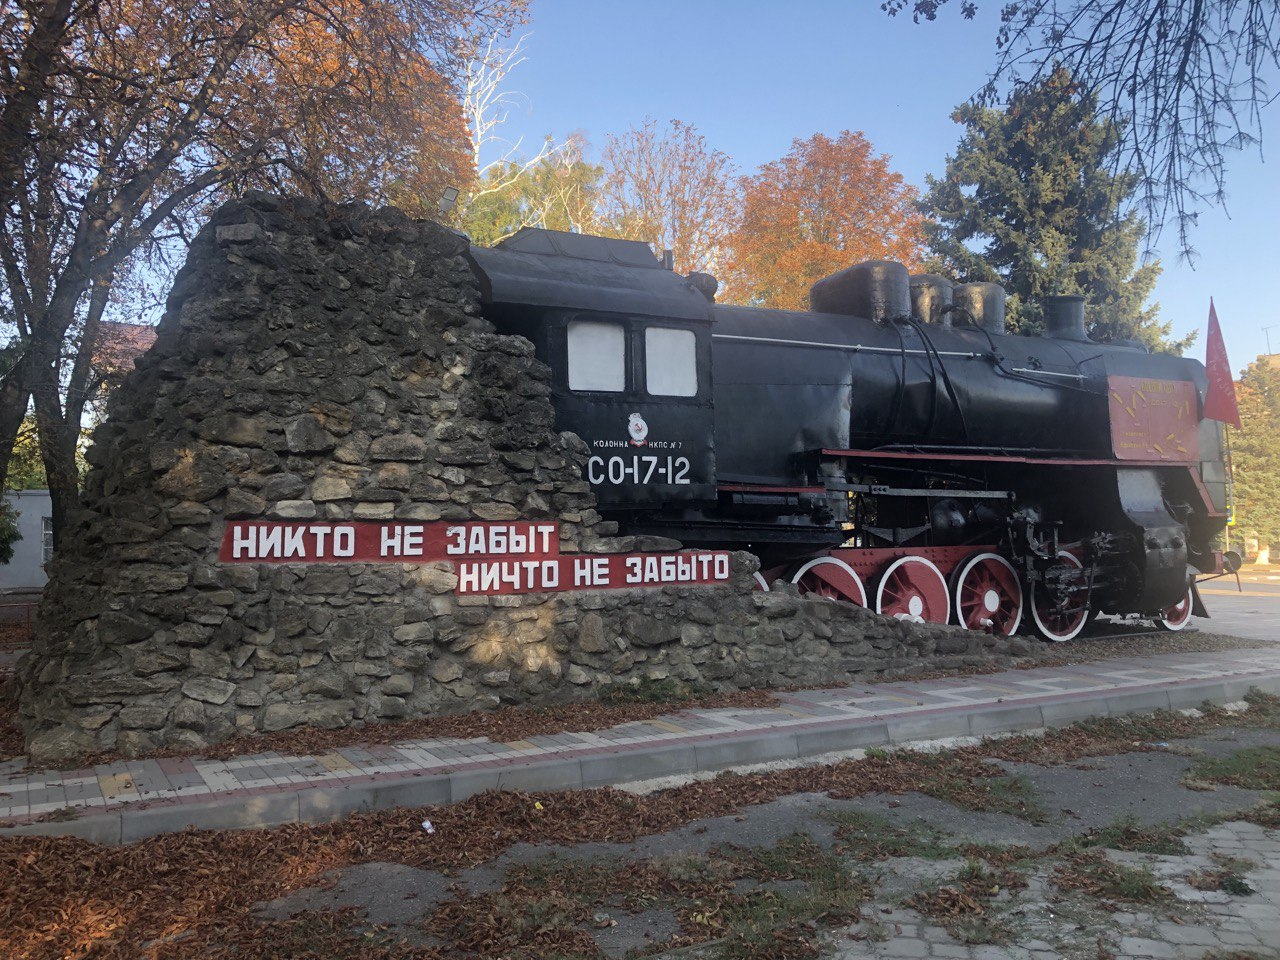 КОЛОННА НКПС № 7
СО-17-12
НИКТО НЕ ЗАБЫТ
НИЧТО НЕ ЗАБЫТО